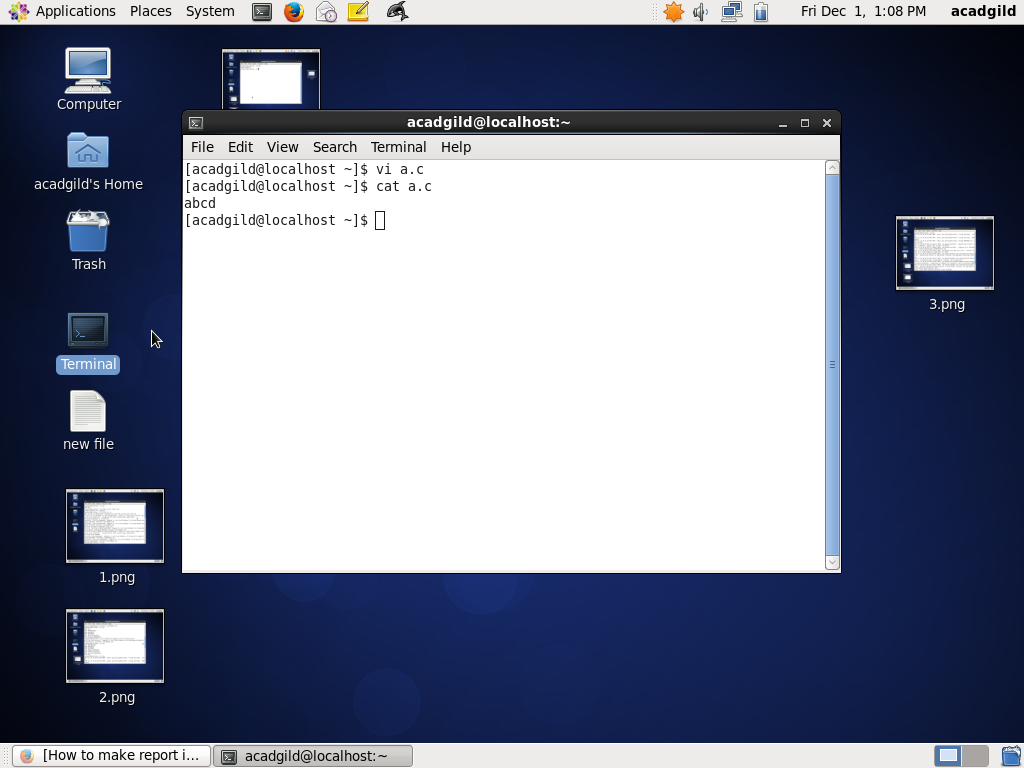 Applications Places System Fri Dec 1, 1:08 PM acadgild
Computer
acadgild's Home
Trash
Terminal
new file
1.png
2.png
acadgild@localhost:~
File Edit View Search Terminal Help
[acadgild@localhost ~]$ vi a.c
[acadgild@localhost ~]$ cat a.c
abcd
[acadgild@localhost ~]$
3.png
[How to make report i...
acadgild@localhost:~